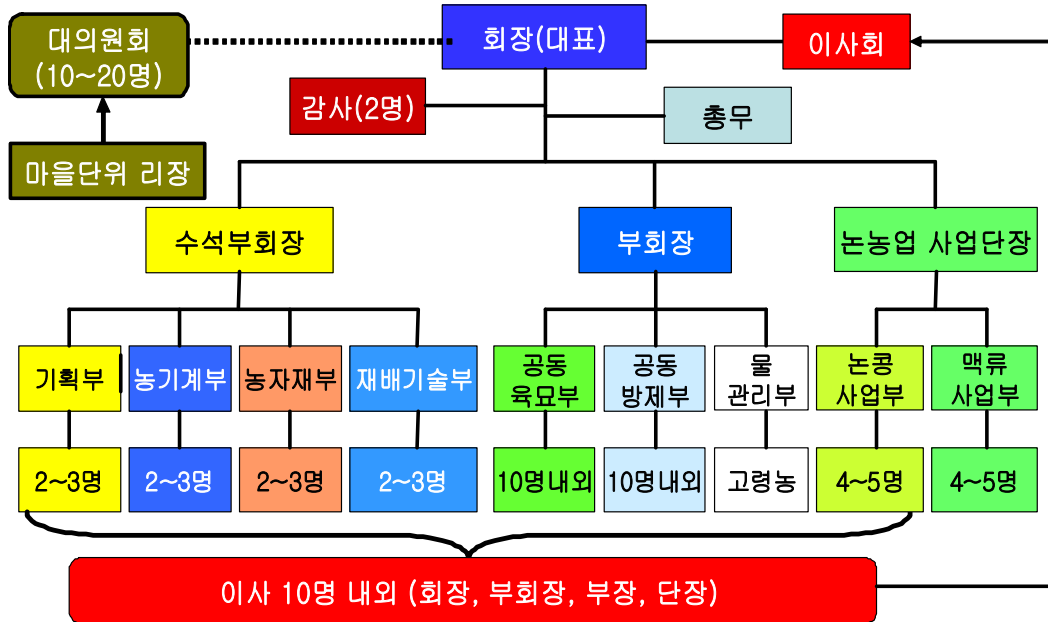 대의원회
(10~20명)
회장(대표)
이사회
감사(2명)
총무
마을단위 리장
수석부회장
부회장
논농업 사업단장
기획부
농기계부
농자재부
재배기술부
공동
육묘부
공동
방제부
물
관리부
논콩
사업부
맥류
사업부
2~3명
2~3명
2~3명
2~3명
10명내외
10명내외
고령농
4~5명
4~5명
이사 10명 내외 (회장, 부회장, 부장, 단장)